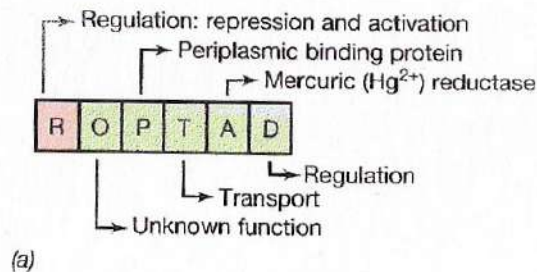 Regulation: repression and activation
Periplasmic binding protein
Mercuric (Hg²⁺) reductase
R O P T A D
Regulation
Transport
Unknown function
(a)